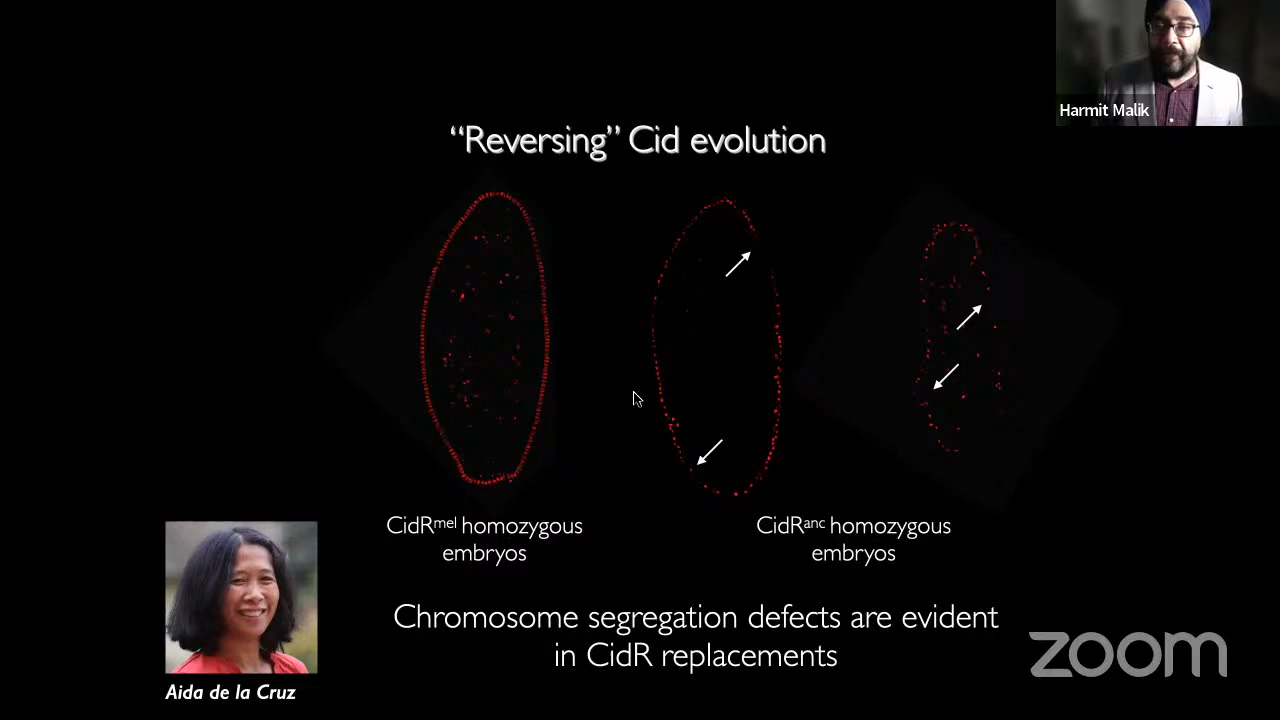 Harmit Malik
“Reversing” Cid evolution
CidRmel homozygous
embryos
CidRanc homozygous
embryos
Chromosome segregation defects are evident
in CidR replacements
Aida de la Cruz
zoom